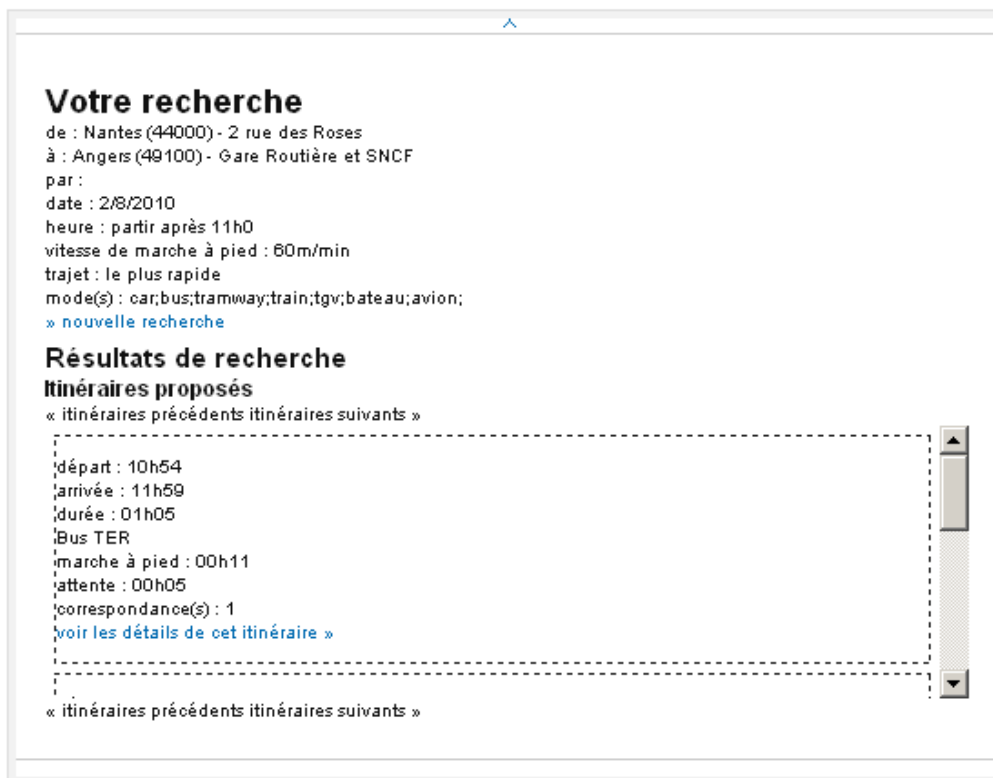 Votre recherche
de : Nantes (44000) - 2 rue des Roses
à : Angers (49100) - Gare Routière et SNCF
par :
date : 2/8/2010
heure : partir après 11h0
vitesse de marche à pied : 60m/min
trajet : le plus rapide
mode(s) : car;bus;tramway;train;tgv;bateau;avion;
» nouvelle recherche
Résultats de recherche
Itinéraires proposés
« itinéraires précédents itinéraires suivants »
départ : 10h54
arrivée : 11h59
durée : 01h05
Bus TER
marche à pied : 00h11
attente : 00h05
correspondance(s) : 1
voir les détails de cet itinéraire »
« itinéraires précédents itinéraires suivants »